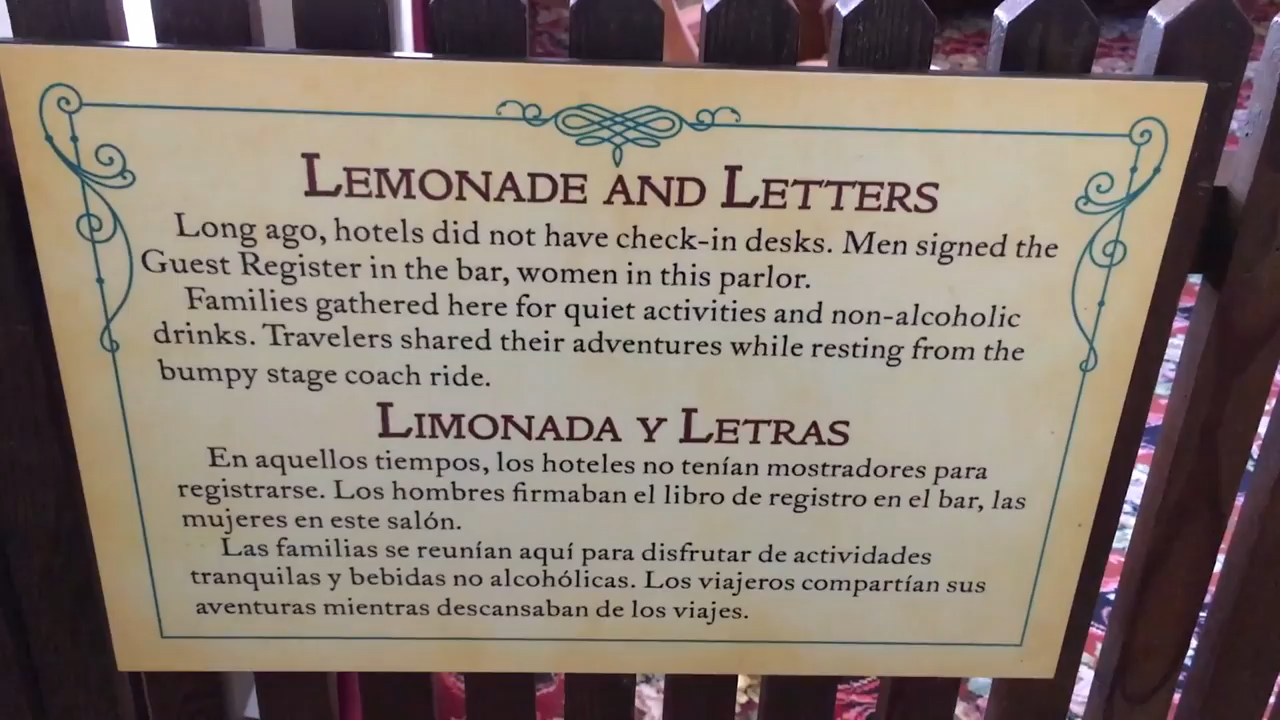 Lemonade and Letters
Long ago, hotels did not have check-in desks. Men signed the
Guest Register in the bar, women in this parlor.
Families gathered here for quiet activities and non-alcoholic
drinks. Travelers shared their adventures while resting from the
bumpy stage coach ride.
Limonada y Letras
En aquellos tiempos, los hoteles no tenían mostradores para
registrarse. Los hombres firmaban el libro de registro en el bar, las
mujeres en este salón.
Las familias se reunían aquí para disfrutar de actividades
tranquilas y bebidas no alcohólicas. Los viajeros compartían sus
aventuras mientras descansaban de los viajes.